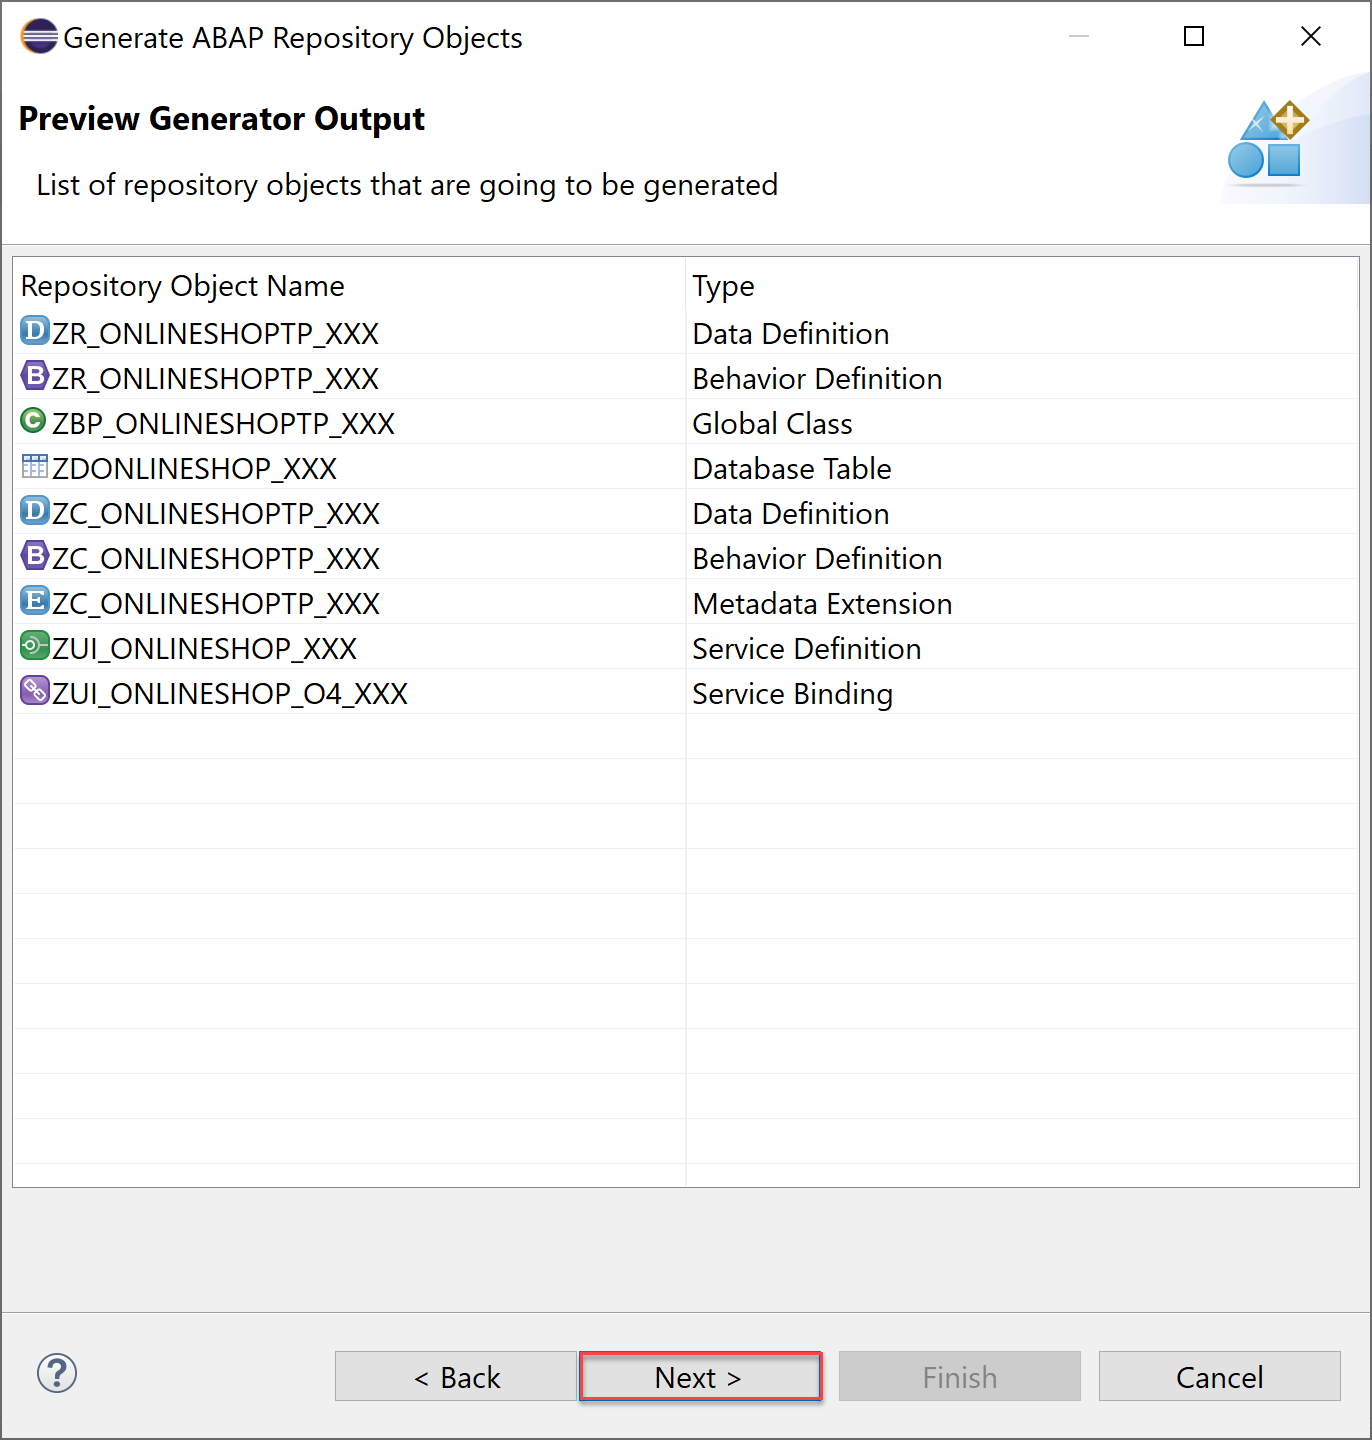 Generate ABAP Repository Objects
Preview Generator Output
List of repository objects that are going to be generated
Repository Object Name Type
D ZR_ONLINESHOPTP_XXX Data Definition
B ZR_ONLINESHOPTP_XXX Behavior Definition
C ZBP_ONLINESHOPTP_XXX Global Class
ZDONLINESHOP_XXX Database Table
D ZC_ONLINESHOPTP_XXX Data Definition
B ZC_ONLINESHOPTP_XXX Behavior Definition
E ZC_ONLINESHOPTP_XXX Metadata Extension
ZUI_ONLINESHOP_XXX Service Definition
ZUI_ONLINESHOP_O4_XXX Service Binding
? < Back Next > Finish Cancel